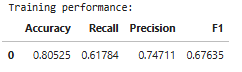 Training performance:
Accuracy Recall Precision F1
0 0.80525 0.61784 0.74711 0.67635